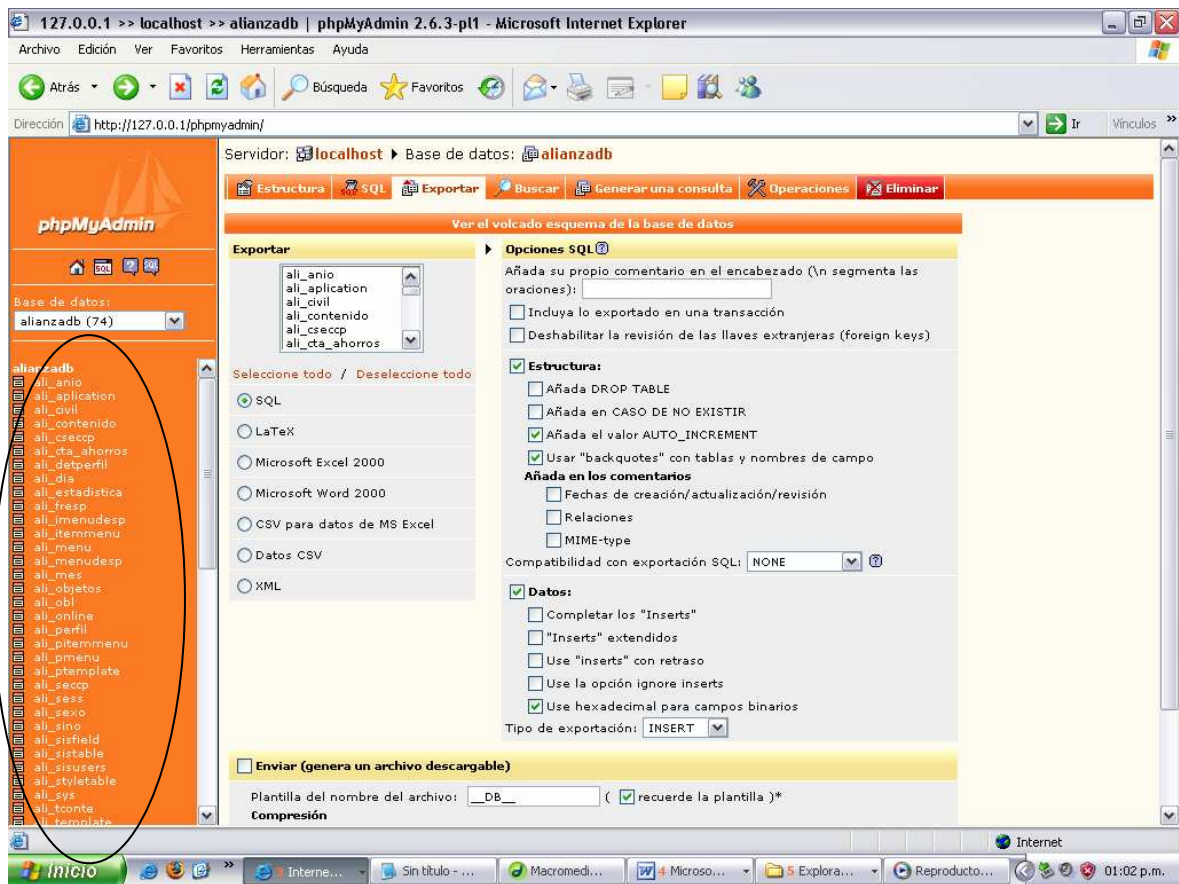 127.0.0.1 >> localhost >> alianzadb | phpMyAdmin 2.6.3-pl1 - Microsoft Internet Explorer
Archivo Edición Ver Favoritos Herramientas Ayuda
Atrás Búsqueda Favoritos
Dirección http://127.0.0.1/phpmyadmin/ Ir Vínculos »
phpMyAdmin
SQL
Base de datos:
alianzadb (74)
alianzadb
ali_anio
ali_aplication
ali_civil
ali_contenido
ali_cseccp
ali_cta_ahorros
ali_detperfil
ali_dia
ali_estadistica
ali_fresp
ali_imenudesp
ali_itemmenu
ali_menu
ali_menudesp
ali_mes
ali_objetos
ali_obl
ali_online
ali_perfil
ali_pitemmenu
ali_pmenu
ali_ptemplate
ali_seccp
ali_sess
ali_sexo
ali_sino
ali_sisfield
ali_sistable
ali_sisusers
ali_styletable
ali_sys
ali_tconte
ali_template
Servidor: localhost Base de datos: alianzadb
Estructura SQL Exportar Buscar Generar una consulta Operaciones Eliminar
Ver el volcado esquema de la base de datos
Exportar
ali_anio
ali_aplication
ali_civil
ali_contenido
ali_cseccp
ali_cta_ahorros
Seleccione todo / Deseleccione todo
SQL
LaTeX
Microsoft Excel 2000
Microsoft Word 2000
CSV para datos de MS Excel
Datos CSV
XML
Opciones SQL
Añada su propio comentario en el encabezado (\n segmenta las
oraciones):
Incluya lo exportado en una transacción
Deshabilitar la revisión de las llaves extranjeras (foreign keys)
Estructura:
Añada DROP TABLE
Añada en CASO DE NO EXISTIR
Añada el valor AUTO_INCREMENT
Usar "backquotes" con tablas y nombres de campo
Añada en los comentarios
Fechas de creación/actualización/revisión
Relaciones
MIME-type
Compatibilidad con exportación SQL: NONE
Datos:
Completar los "Inserts"
"Inserts" extendidos
Use "inserts" con retraso
Use la opción ignore inserts
Use hexadecimal para campos binarios
Tipo de exportación: INSERT
Enviar (genera un archivo descargable)
Plantilla del nombre del archivo: __DB__ ( recuerde la plantilla )*
Compresión
Internet
Inicio » Interne... Sin título - ... Macromedi... 4 Microso... 5 Explora... Reproducto... 01:02 p.m.